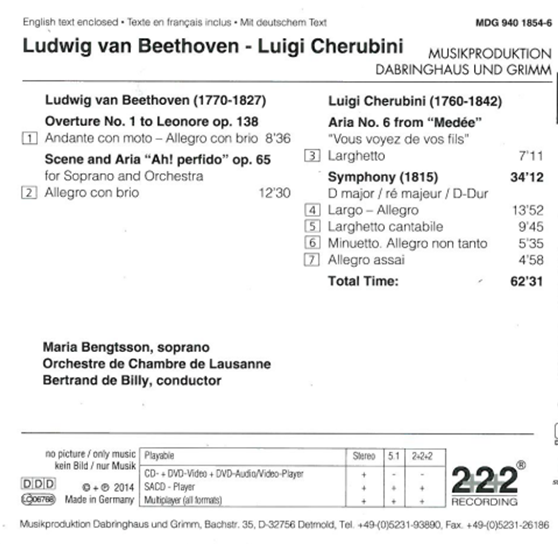 English text enclosed • Texte en français inclus • Mit deutschem Text
MDG 940 1854-6
Ludwig van Beethoven - Luigi Cherubini
MUSIKPRODUKTION
DABRINGHAUS UND GRIMM
Ludwig van Beethoven (1770-1827)
Overture No. 1 to Leonore op. 138
1 Andante con moto – Allegro con brio 8'36
Scene and Aria "Ah! perfido" op. 65
for Soprano and Orchestra
2 Allegro con brio 12'30
Luigi Cherubini (1760-1842)
Aria No. 6 from "Medée"
"Vous voyez de vos fils"
3 Larghetto 7'11
Symphony (1815) 34'12
D major / ré majeur / D-Dur
4 Largo – Allegro 13'52
5 Larghetto cantabile 9'45
6 Minuetto. Allegro non tanto 5'35
7 Allegro assai 4'58
Total Time: 62'31
Maria Bengtsson, soprano
Orchestre de Chambre de Lausanne
Bertrand de Billy, conductor
no picture / only music
kein Bild / nur Musik
DDD
LC 06768
© + ℗ 2014
Made in Germany
Playable Stereo 5.1 2+2+2
CD- + DVD-Video + DVD-Audio/Video-Player + - -
SACD - Player + + +
Multiplayer (all formats) + + +
2+2+2®
RECORDING
Musikproduktion Dabringhaus und Grimm, Bachstr. 35, D-32756 Detmold, Tel. +49-(0)5231-93890, Fax. +49-(0)5231-26186